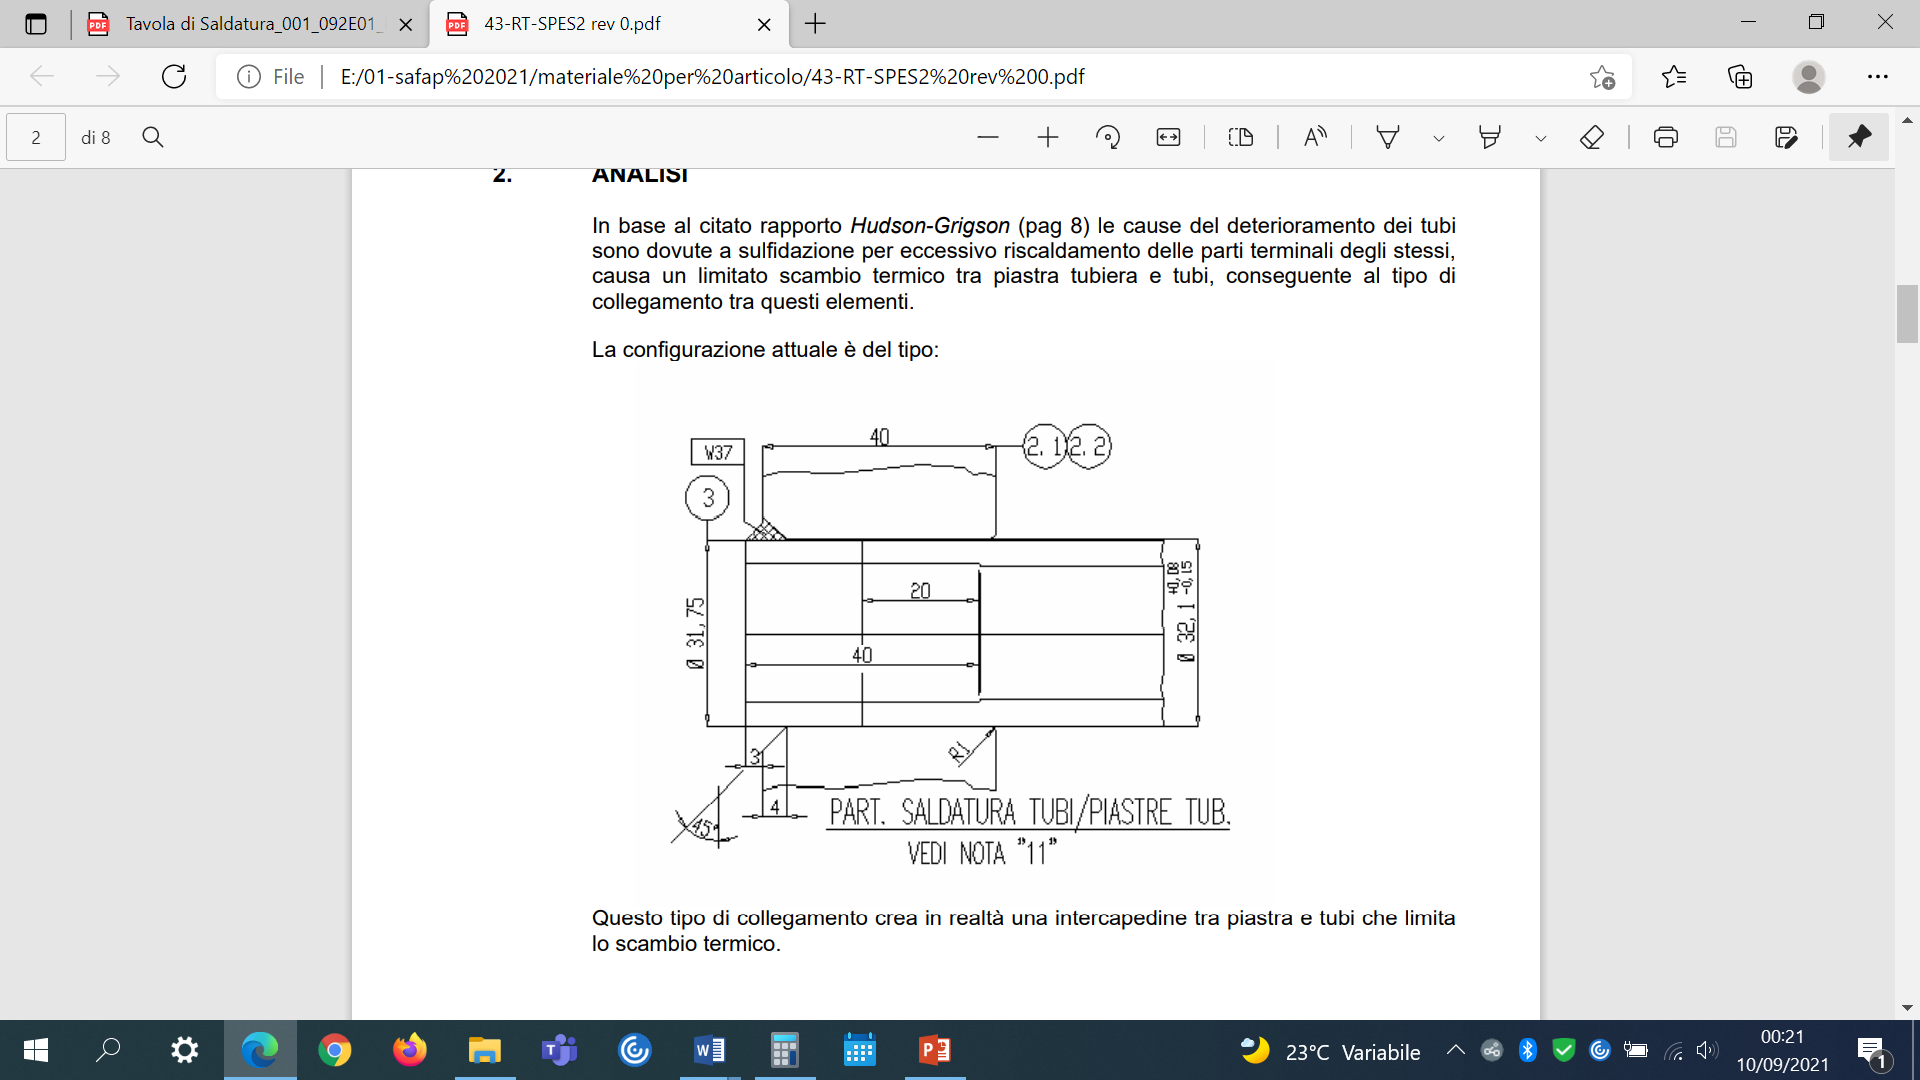 Tavola di Saldatura_001_092E01_
43-RT-SPES2 rev 0.pdf
File
E:/01-safap%202021/materiale%20per%20articolo/43-RT-SPES2%20rev%200.pdf
2 di 8
2. ANALISI
In base al citato rapporto Hudson-Grigson (pag 8) le cause del deterioramento dei tubi
sono dovute a sulfidazione per eccessivo riscaldamento delle parti terminali degli stessi,
causa un limitato scambio termico tra piastra tubiera e tubi, conseguente al tipo di
collegamento tra questi elementi.
La configurazione attuale è del tipo:
40
2. 1
2. 2
W37
3
20
40
Ø 31,75
Ø 32,1 +0,08 -0,15
3
R1
4
45°
PART. SALDATURA TUBI/PIASTRE TUB.
VEDI NOTA "11"
Questo tipo di collegamento crea in realtà una intercapedine tra piastra e tubi che limita
lo scambio termico.
23°C Variabile
00:21
10/09/2021
1